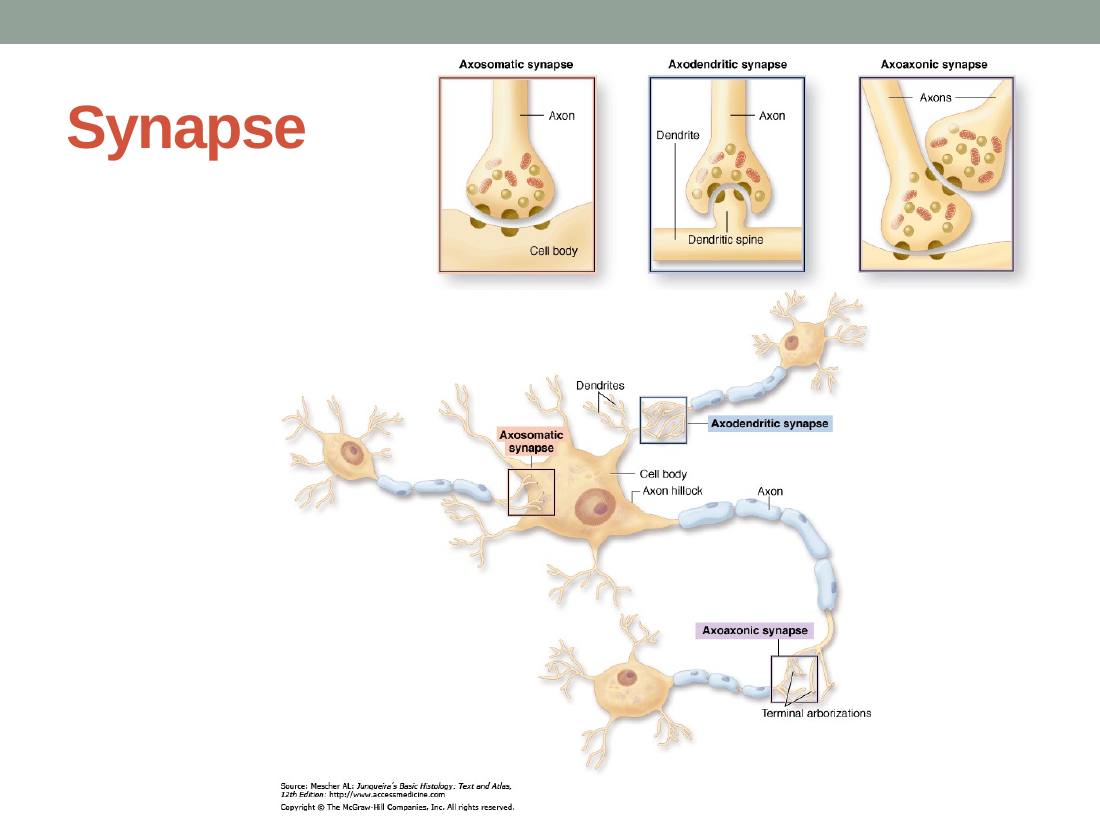 Synapse
Axosomatic synapse
Axon
Cell body
Axodendritic synapse
Axon
Dendrite
Dendritic spine
Axoaxonic synapse
Axons
Dendrites
Axodendritic synapse
Axosomatic
synapse
Cell body
Axon hillock
Axon
Axoaxonic synapse
Terminal arborizations
Source: Mescher AL: Junqueira's Basic Histology: Text and Atlas,
12th Edition: http://www.accessmedicine.com
Copyright © The McGraw-Hill Companies, Inc. All rights reserved.